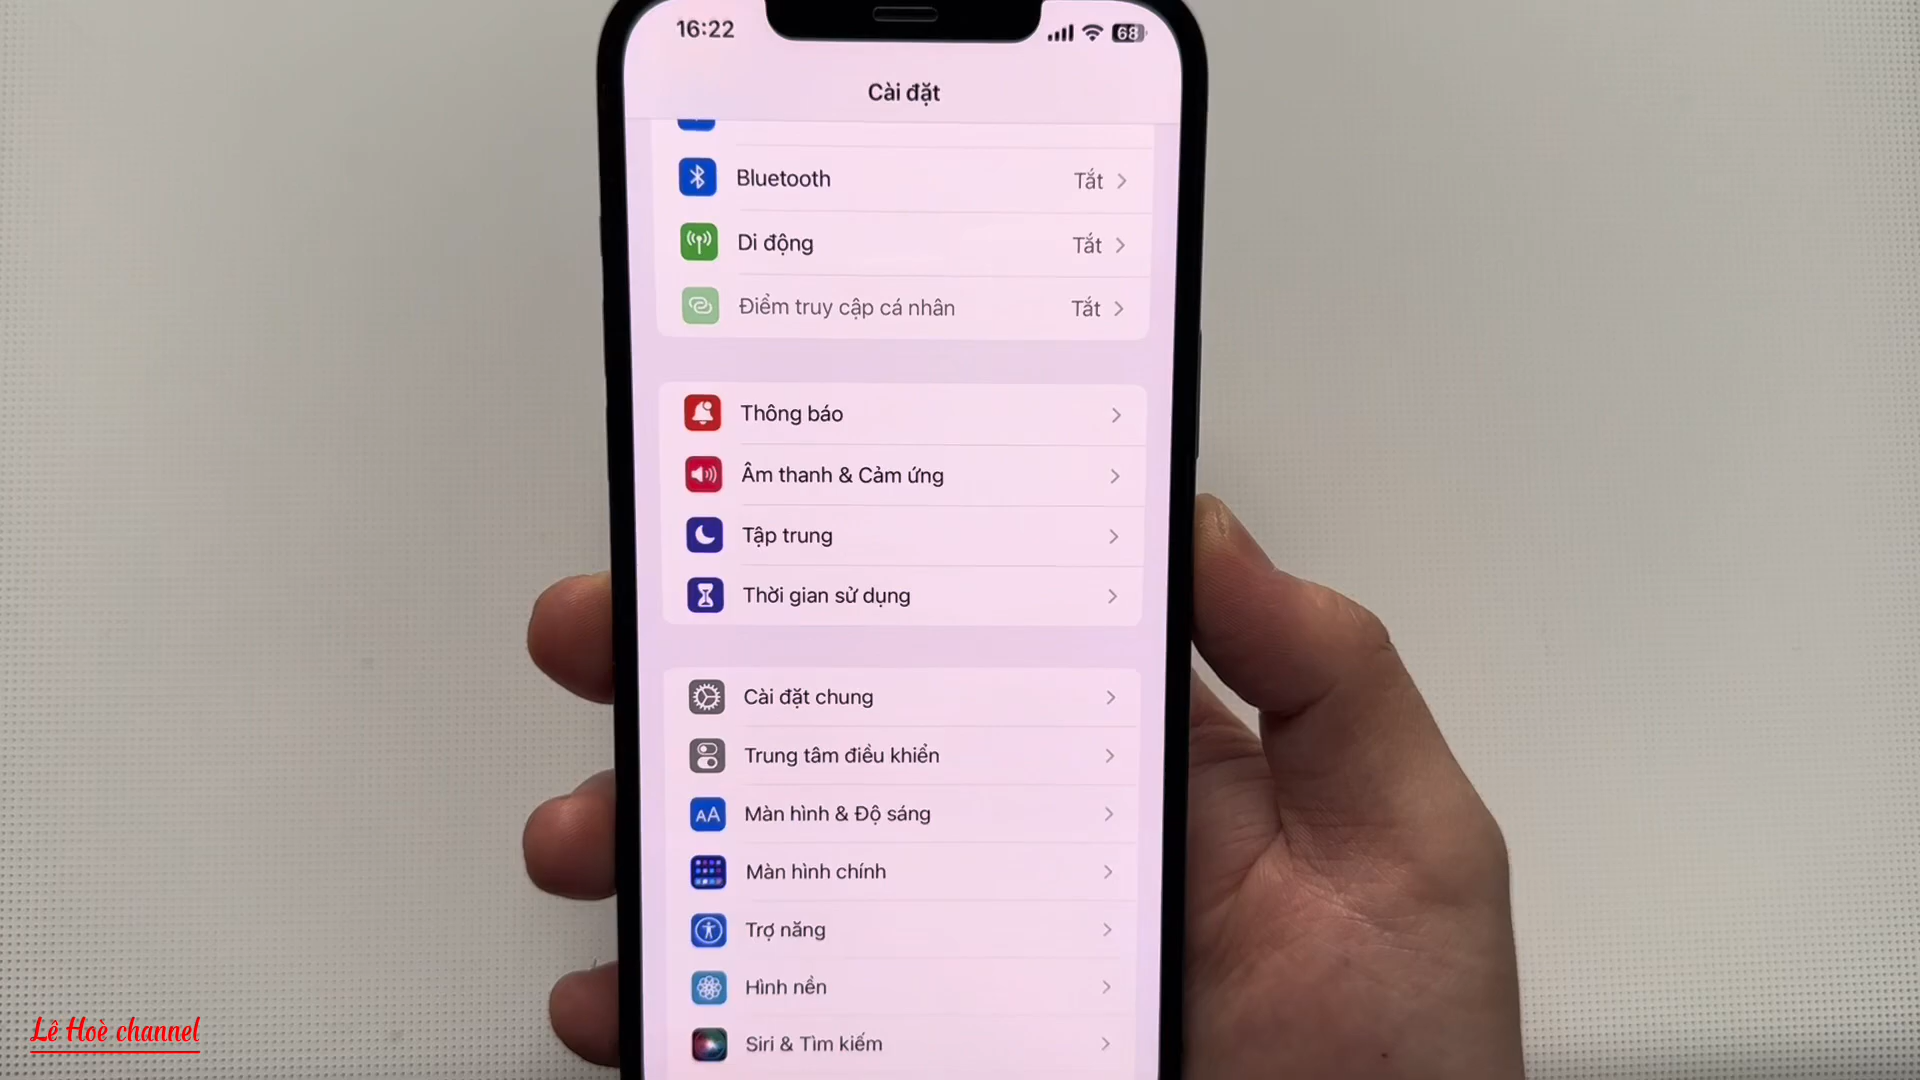 16:22
68
Cài đặt
Bluetooth Tắt
Di động Tắt
Điểm truy cập cá nhân Tắt
Thông báo
Âm thanh & Cảm ứng
Tập trung
Thời gian sử dụng
Cài đặt chung
Trung tâm điều khiển
AA Màn hình & Độ sáng
Màn hình chính
Trợ năng
Hình nền
Siri & Tìm kiếm
Lê Hoè channel